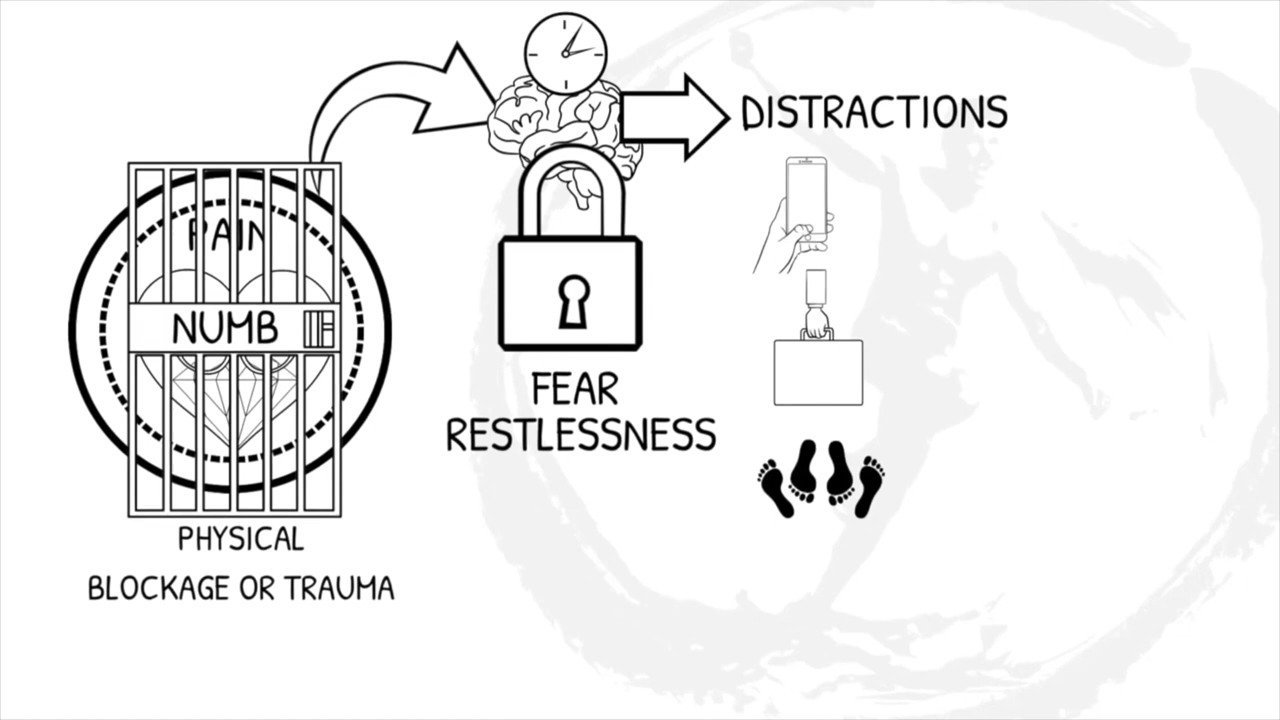 PAIN
NUMB
PHYSICAL
BLOCKAGE OR TRAUMA
FEAR
RESTLESSNESS
DISTRACTIONS